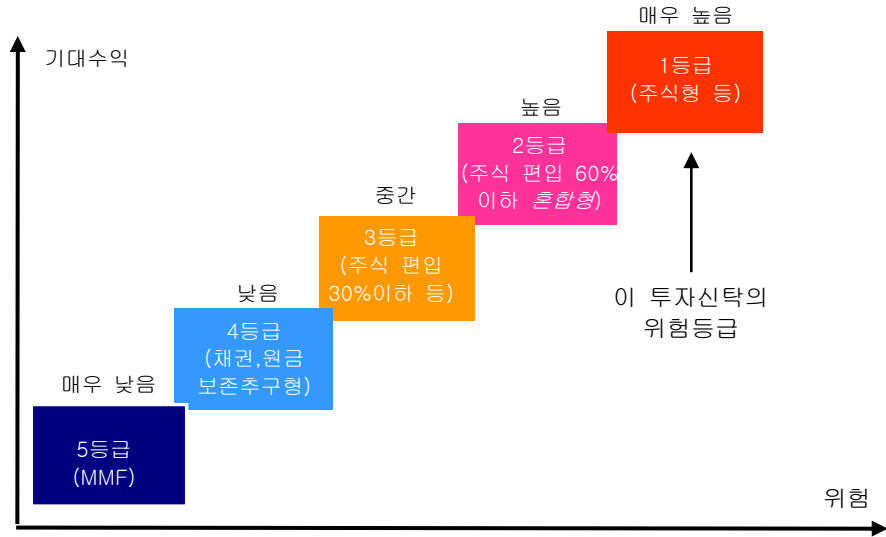 매우 높음
기대수익
1등급
(주식형 등)
높음
2등급
(주식 편입 60%
이하 혼합형)
중간
3등급
(주식 편입
30%이하 등)
이 투자신탁의
위험등급
낮음
4등급
(채권,원금
보존추구형)
매우 낮음
5등급
(MMF)
위험